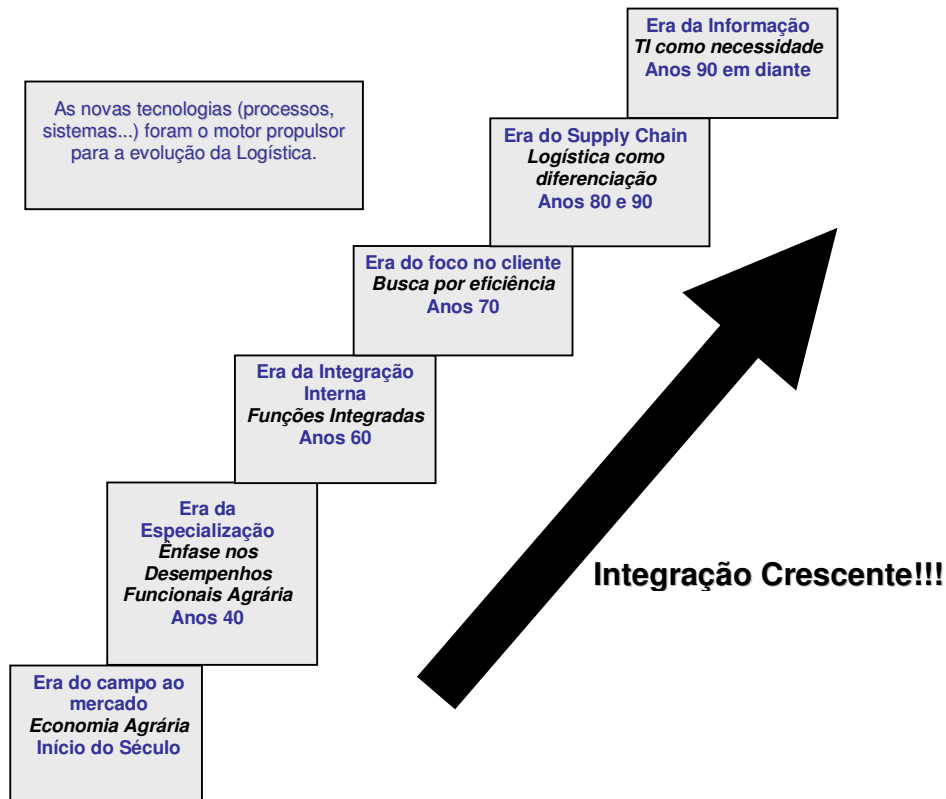 Era da Informação
TI como necessidade
Anos 90 em diante
As novas tecnologias (processos,
sistemas...) foram o motor propulsor
para a evolução da Logística.
Era do Supply Chain
Logística como
diferenciação
Anos 80 e 90
Era do foco no cliente
Busca por eficiência
Anos 70
Era da Integração
Interna
Funções Integradas
Anos 60
Era da
Especialização
Ênfase nos
Desempenhos
Funcionais Agrária
Anos 40
Integração Crescente!!!
Era do campo ao
mercado
Economia Agrária
Início do Século